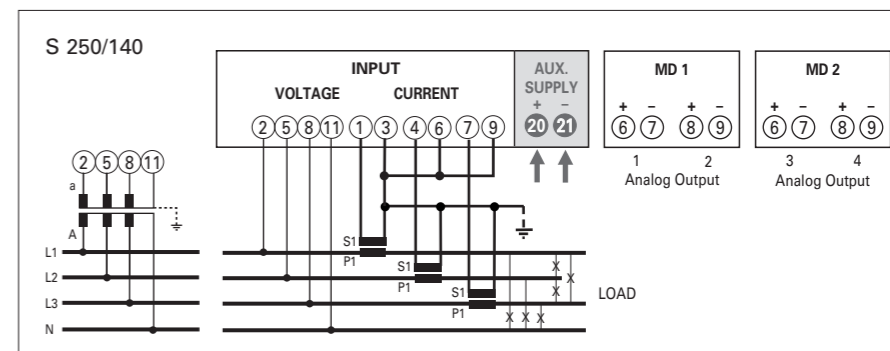 S 250/140
INPUT
VOLTAGE CURRENT
2 5 8 11 1 3 4 6 7 9
AUX.
SUPPLY
+ –
20 21
MD 1
+ – + –
6 7 8 9
1 2
Analog Output
MD 2
+ – + –
6 7 8 9
3 4
Analog Output
2 5 8 11
a
A
L1
L2
L3
N
S1
P1
S1
P1
S1
P1
X
X
X
X
X X X
LOAD